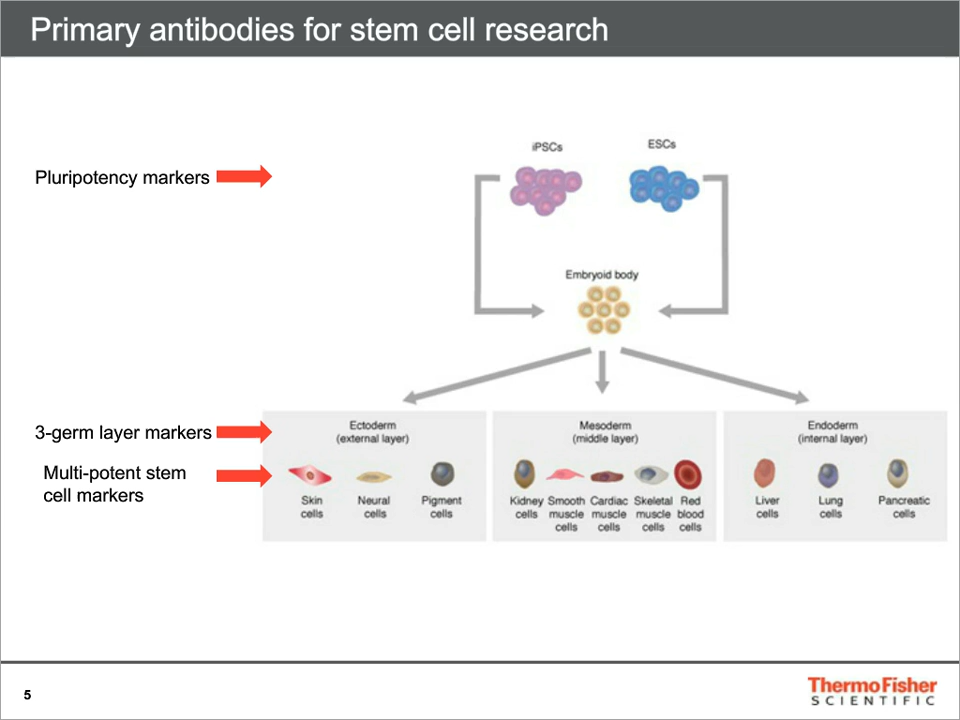 Primary antibodies for stem cell research
iPSCs
ESCs
Pluripotency markers
Embryoid body
3-germ layer markers
Ectoderm
(external layer)
Mesoderm
(middle layer)
Endoderm
(internal layer)
Multi-potent stem
cell markers
Skin
cells
Neural
cells
Pigment
cells
Kidney
cells
Smooth
muscle
cells
Cardiac
muscle
cells
Skeletal
muscle
cells
Red
blood
cells
Liver
cells
Lung
cells
Pancreatic
cells
5
ThermoFisher
SCIENTIFIC